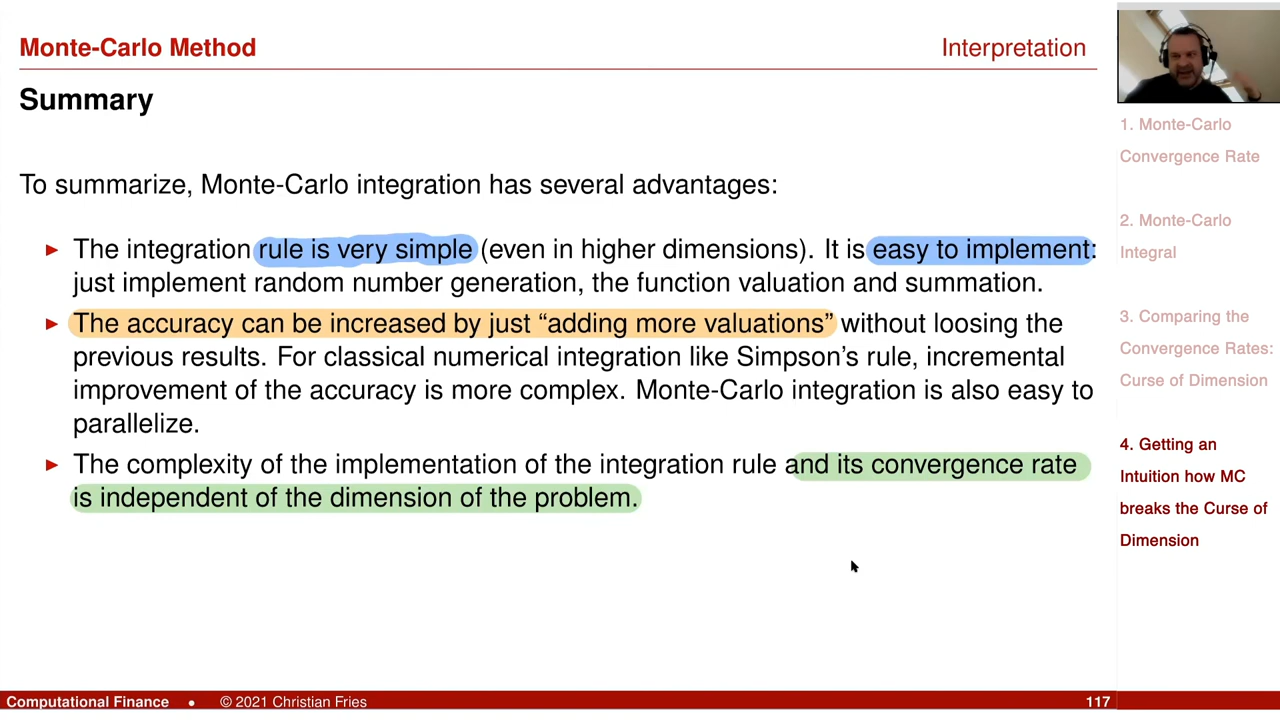 Monte-Carlo Method
Interpretation
Summary
To summarize, Monte-Carlo integration has several advantages:
► The integration rule is very simple (even in higher dimensions). It is easy to implement:
just implement random number generation, the function valuation and summation.
► The accuracy can be increased by just “adding more valuations” without loosing the
previous results. For classical numerical integration like Simpson’s rule, incremental
improvement of the accuracy is more complex. Monte-Carlo integration is also easy to
parallelize.
► The complexity of the implementation of the integration rule and its convergence rate
is independent of the dimension of the problem.
1. Monte-Carlo
Convergence Rate
2. Monte-Carlo
Integral
3. Comparing the
Convergence Rates:
Curse of Dimension
4. Getting an
Intuition how MC
breaks the Curse of
Dimension
Computational Finance • © 2021 Christian Fries
117